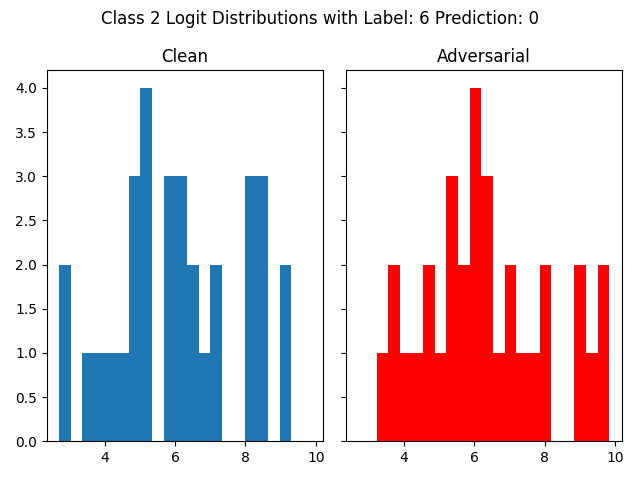 Class 2 Logit Distributions with Label: 6 Prediction: 0
Clean
Adversarial
4.0
3.5
3.0
2.5
2.0
1.5
1.0
0.5
0.0
4 6 8 10
4 6 8 10